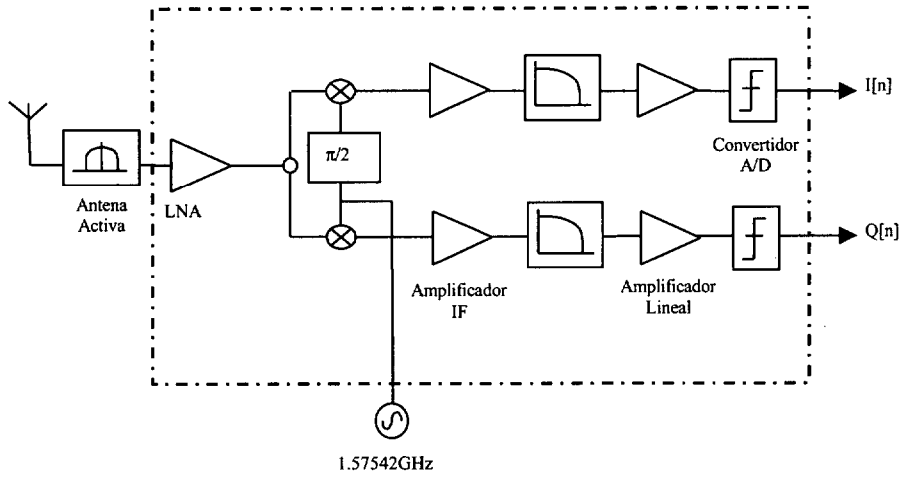 I[n]
π/2
Convertidor
A/D
Antena
Activa
LNA
Q[n]
Amplificador
IF
Amplificador
Lineal
1.57542GHz